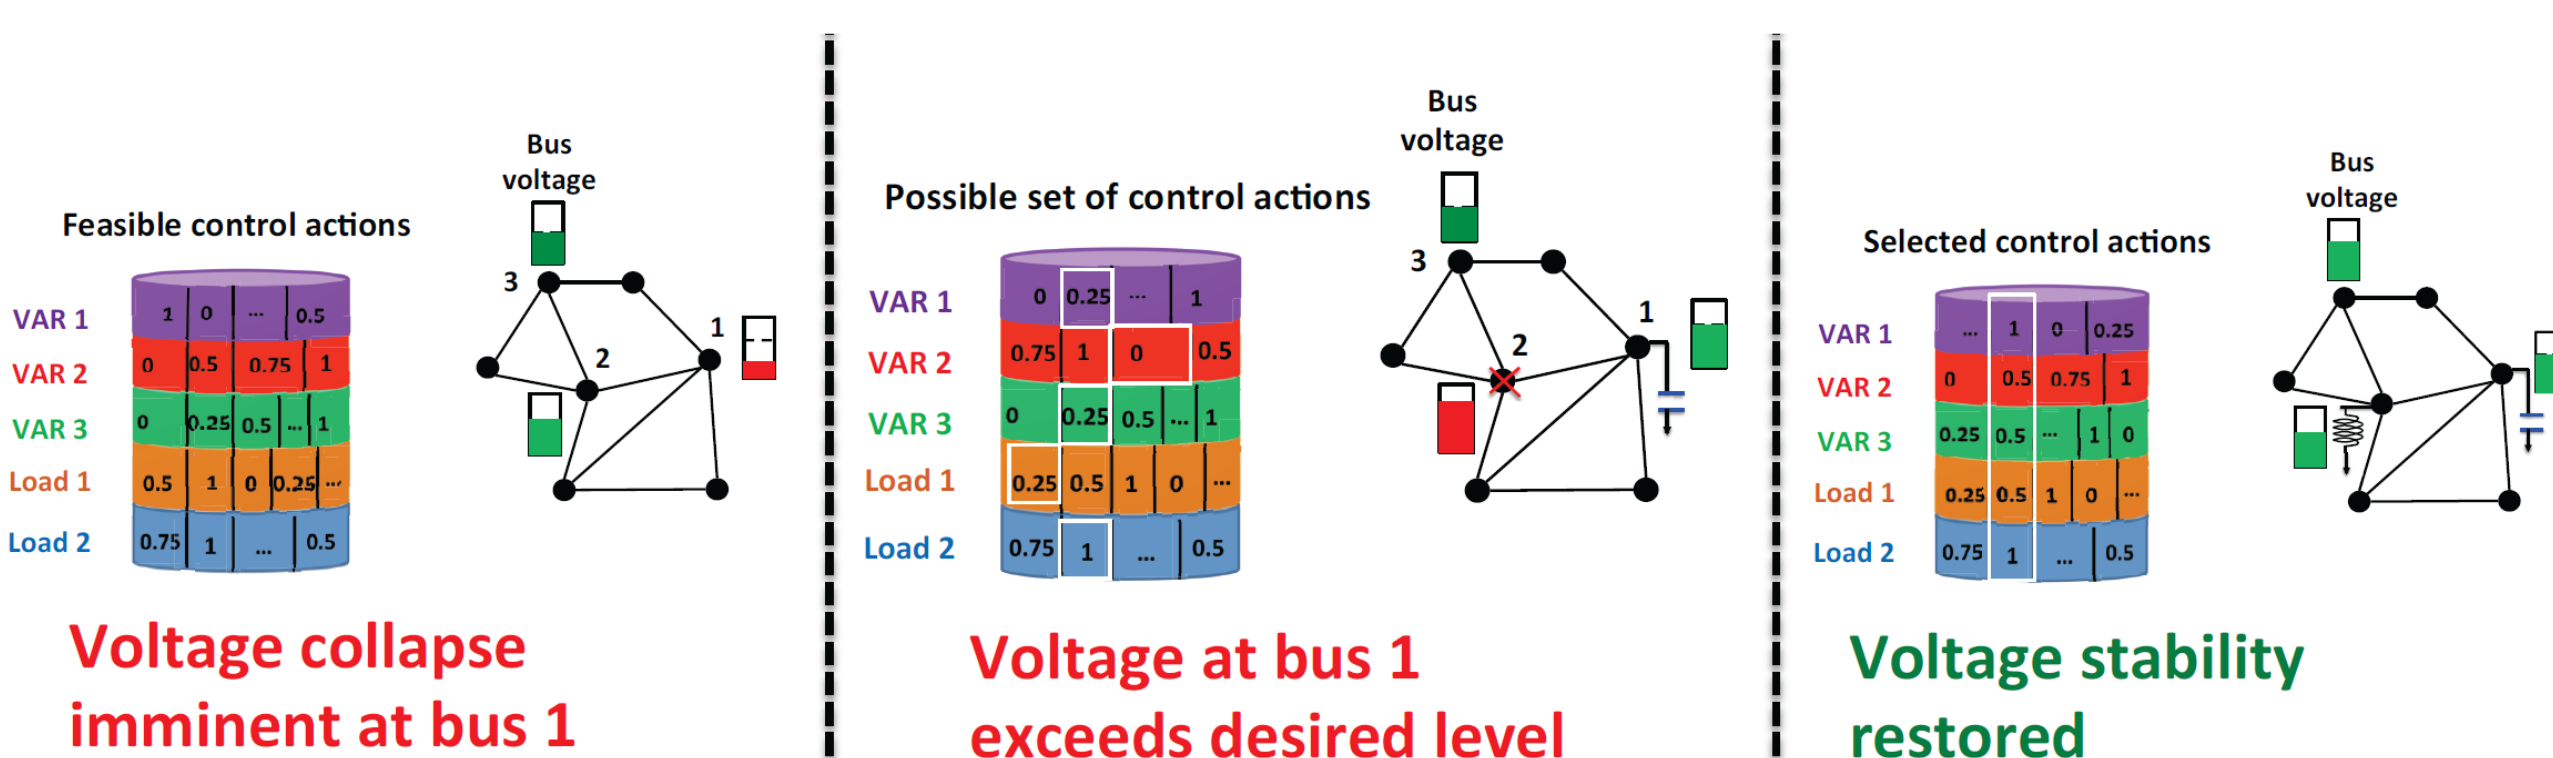 Bus
voltage
Feasible control actions
VAR 1 1 0 ... 0.5
VAR 2 0 0.5 0.75 1
VAR 3 0 0.25 0.5 ... 1
Load 1 0.5 1 0 0.25 ...
Load 2 0.75 1 ... 0.5
3
1
2
Voltage collapse
imminent at bus 1
Bus
voltage
Possible set of control actions
VAR 1 0 0.25 ... 1
VAR 2 0.75 1 0 0.5
VAR 3 0 0.25 0.5 ... 1
Load 1 0.25 0.5 1 0 ...
Load 2 0.75 1 ... 0.5
3
1
2
Voltage at bus 1
exceeds desired level
Bus
voltage
Selected control actions
VAR 1 ... 1 0 0.25
VAR 2 0 0.5 0.75 1
VAR 3 0.25 0.5 ... 1 0
Load 1 0.25 0.5 1 0 ...
Load 2 0.75 1 ... 0.5
Voltage stability
restored